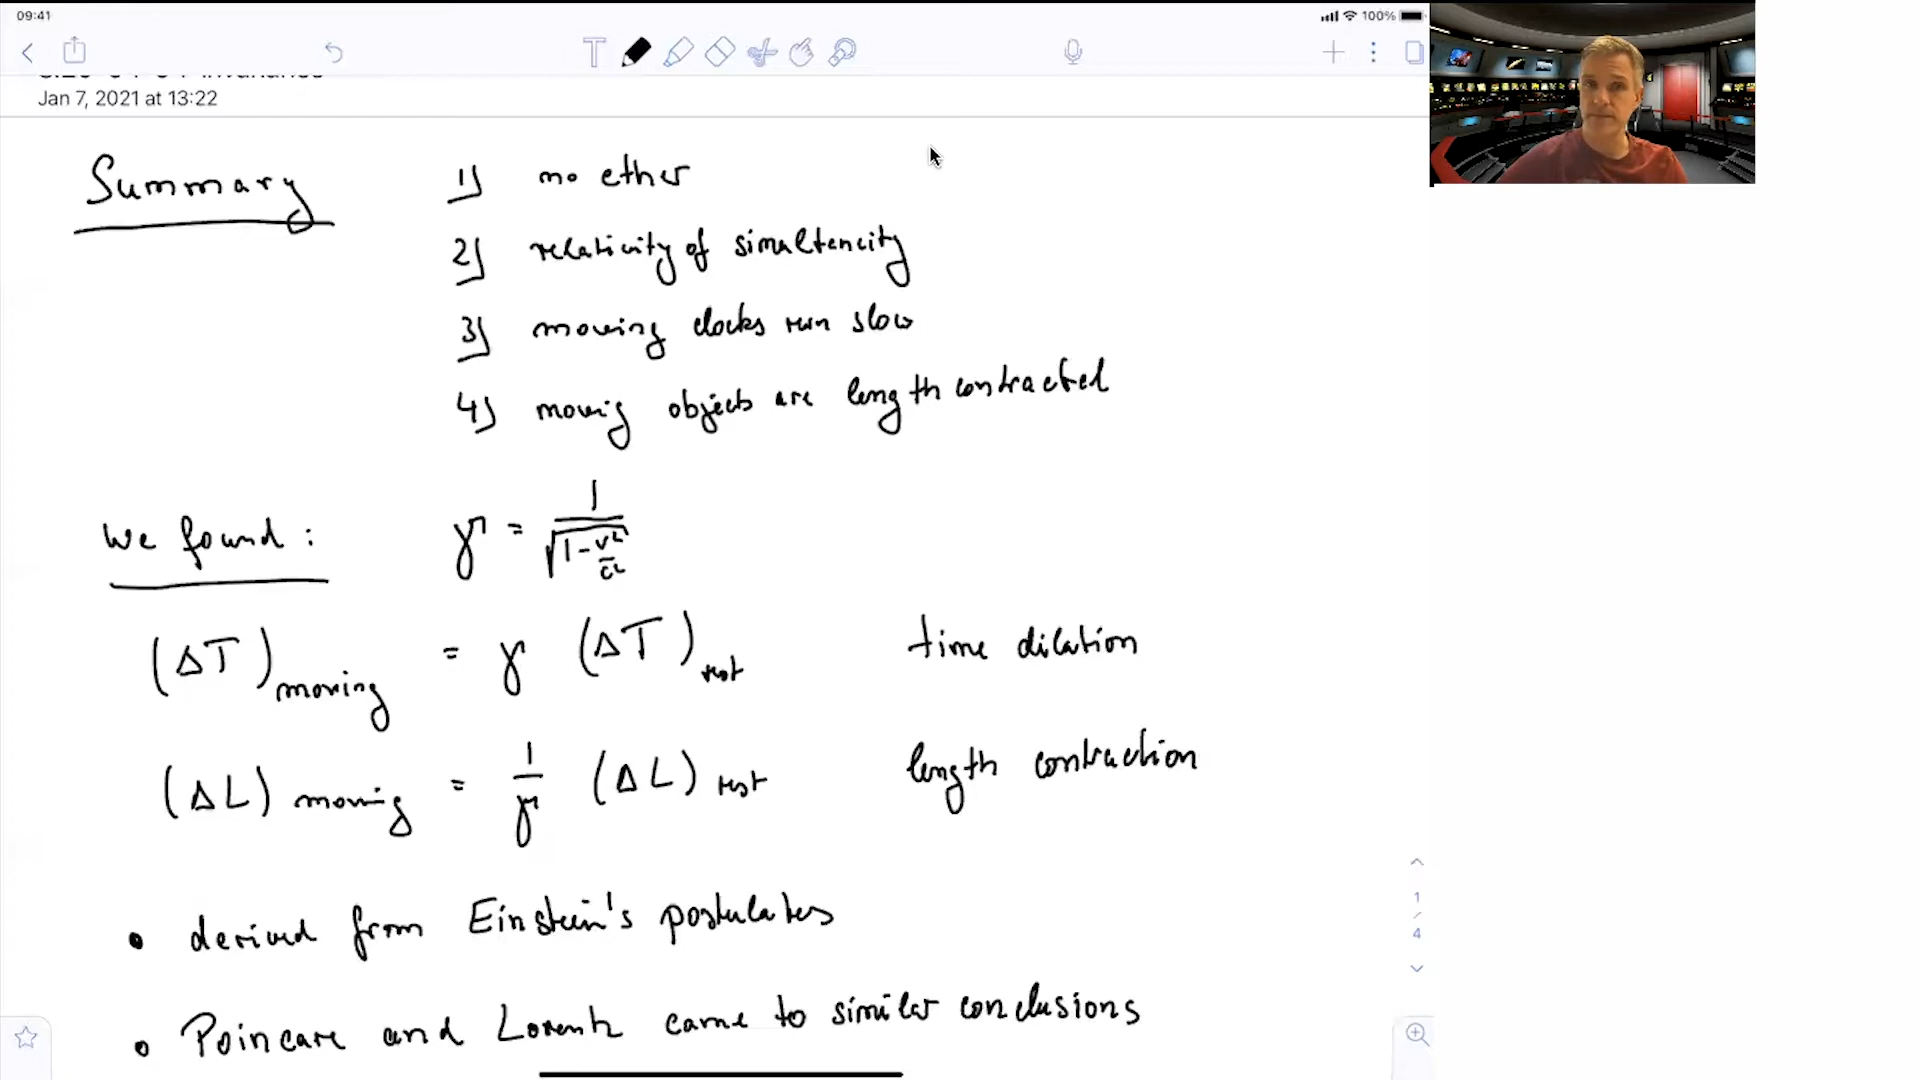 09:41
100%
T
Jan 7, 2021 at 13:22
Summary
1) no ether
2) relativity of simultaneity
3) moving clocks run slow
4) moving objects are length contracted
We found: γ = 1/√(1 - v²/c²)
(ΔT)moving = γ (ΔT)rest time dilation
(ΔL)moving = 1/γ (ΔL)rest length contraction
• derived from Einstein's postulates
• Poincare and Lorentz came to similar conclusions
1
4